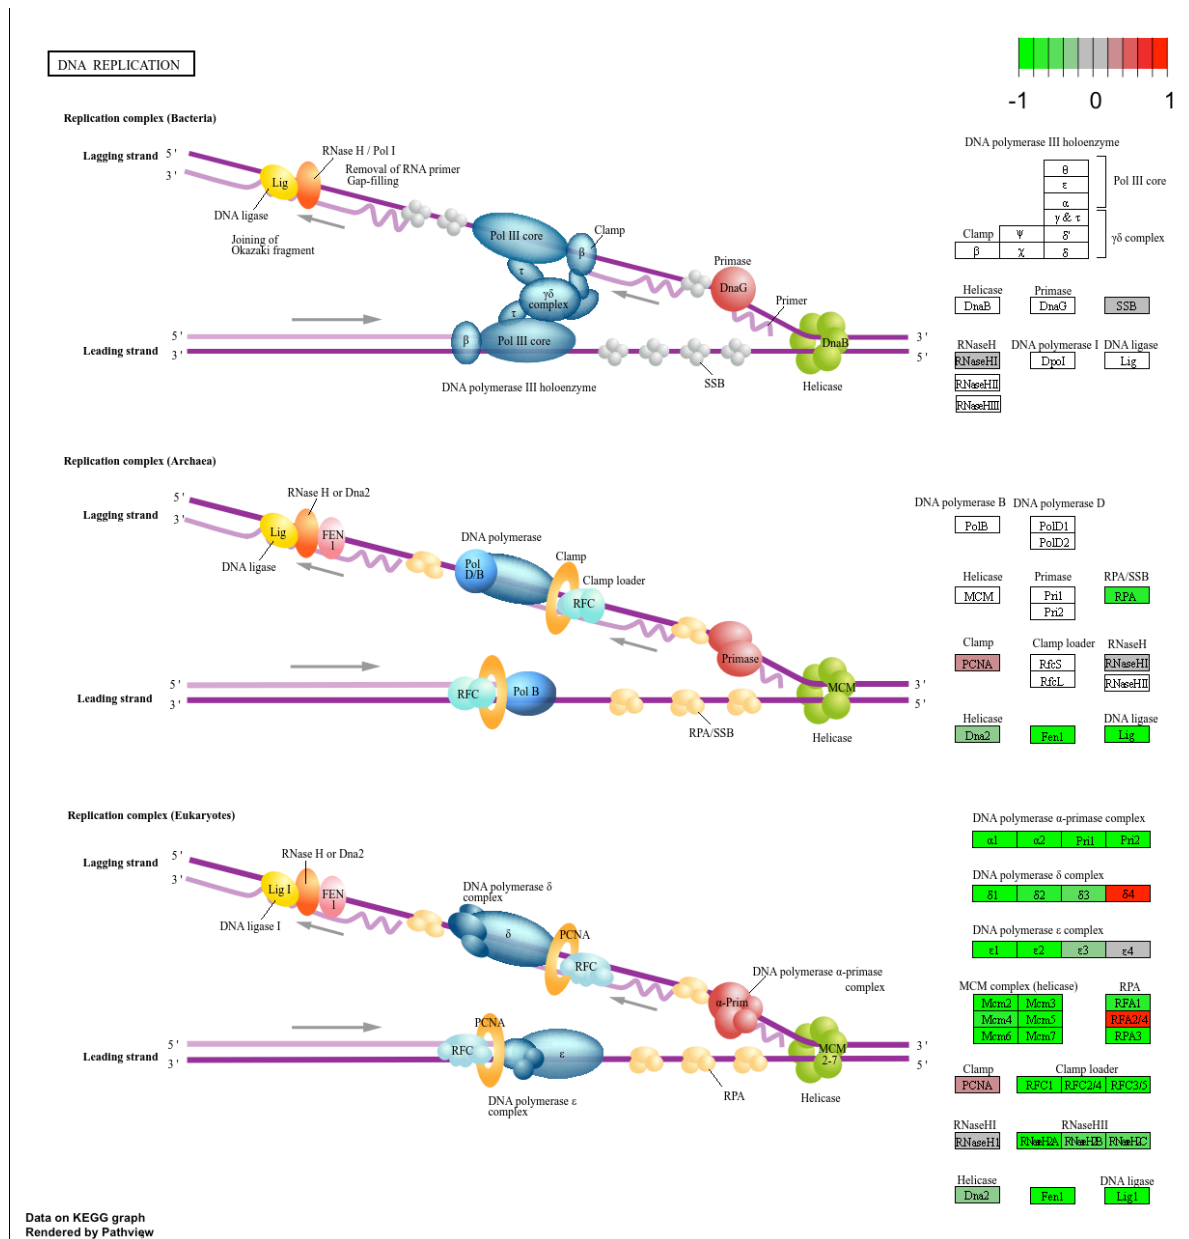 DNA REPLICATION
-1 0 1
Replication complex (Bacteria)
Lagging strand
5 '
3 '
RNase H / Pol I
Removal of RNA primer
Gap-filling
Lig
DNA ligase
Joining of
Okazaki fragment
Pol III core
Clamp
β
τ
γδ
complex
τ
Primase
DnaG
Primer
5 '
3 '
Leading strand
β
Pol III core
DnaB
3 '
5 '
SSB
Helicase
DNA polymerase III holoenzyme
DNA polymerase III holoenzyme
θ
ε
α
Pol III core
γ & τ
Clamp
ψ
δ'
γδ complex
β
χ
δ
Helicase
Primase
DnaB
DnaG
SSB
RNaseH
DNA polymerase I
DNA ligase
RNaseHI
DpoI
Lig
RNaseHII
RNaseHIII
Replication complex (Archaea)
Lagging strand
5 '
3 '
RNase H or Dna2
Lig
FEN
1
DNA ligase
DNA polymerase
Pol
D/B
Clamp
Clamp loader
RFC
Primase
5 '
3 '
Leading strand
RFC
Pol B
MCM
3 '
5 '
RPA/SSB
Helicase
DNA polymerase B
DNA polymerase D
PolB
PolD1
PolD2
Helicase
Primase
RPA/SSB
MCM
Pri1
RPA
Pri2
Clamp
Clamp loader
RNaseH
PCNA
RfcS
RNaseHI
RfcL
RNaseHII
Helicase
DNA ligase
Dna2
Fen1
Lig
Replication complex (Eukaryotes)
Lagging strand
5 '
3 '
RNase H or Dna2
Lig I
FEN
1
DNA ligase I
DNA polymerase δ
complex
δ
PCNA
RFC
DNA polymerase α-primase
complex
α-Prim
5 '
3 '
Leading strand
PCNA
RFC
ε
MCM
2-7
3 '
5 '
DNA polymerase ε
complex
RPA
Helicase
DNA polymerase α-primase complex
α1 α2 Pri1 Pri2
DNA polymerase δ complex
δ1 δ2 δ3 δ4
DNA polymerase ε complex
ε1 ε2 ε3 ε4
MCM complex (helicase)
RPA
Mcm2 Mcm3 RFA1
Mcm4 Mcm5 RFA2/4
Mcm6 Mcm7 RPA3
Clamp
Clamp loader
PCNA RFC1 RFC2/4 RFC3/5
RNaseHI
RNaseHII
RNaseH1 RNaseH2A RNaseH2B RNaseH2C
Helicase
DNA ligase
Dna2 Fen1 Lig1
Data on KEGG graph
Rendered by Pathview